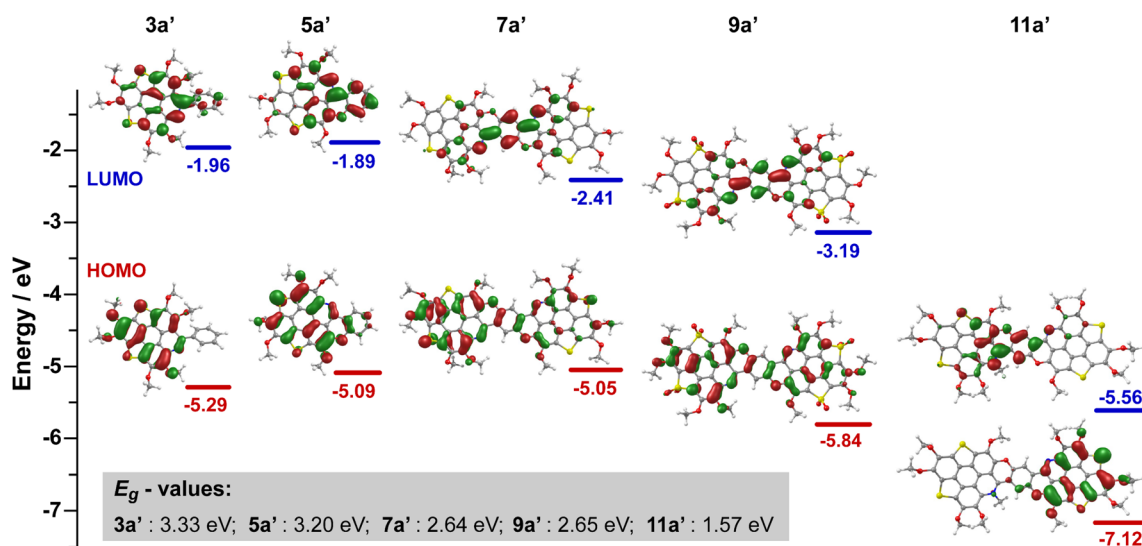 3a’ 5a’ 7a’ 9a’ 11a’
Energy / eV
-2
-3
-4
-5
-6
-7
LUMO
-1.96
-1.89
-2.41
-3.19
-5.56
HOMO
-5.29
-5.09
-5.05
-5.84
-7.12
Eg - values:
3a’ : 3.33 eV; 5a’ : 3.20 eV; 7a’ : 2.64 eV; 9a’ : 2.65 eV; 11a’ : 1.57 eV